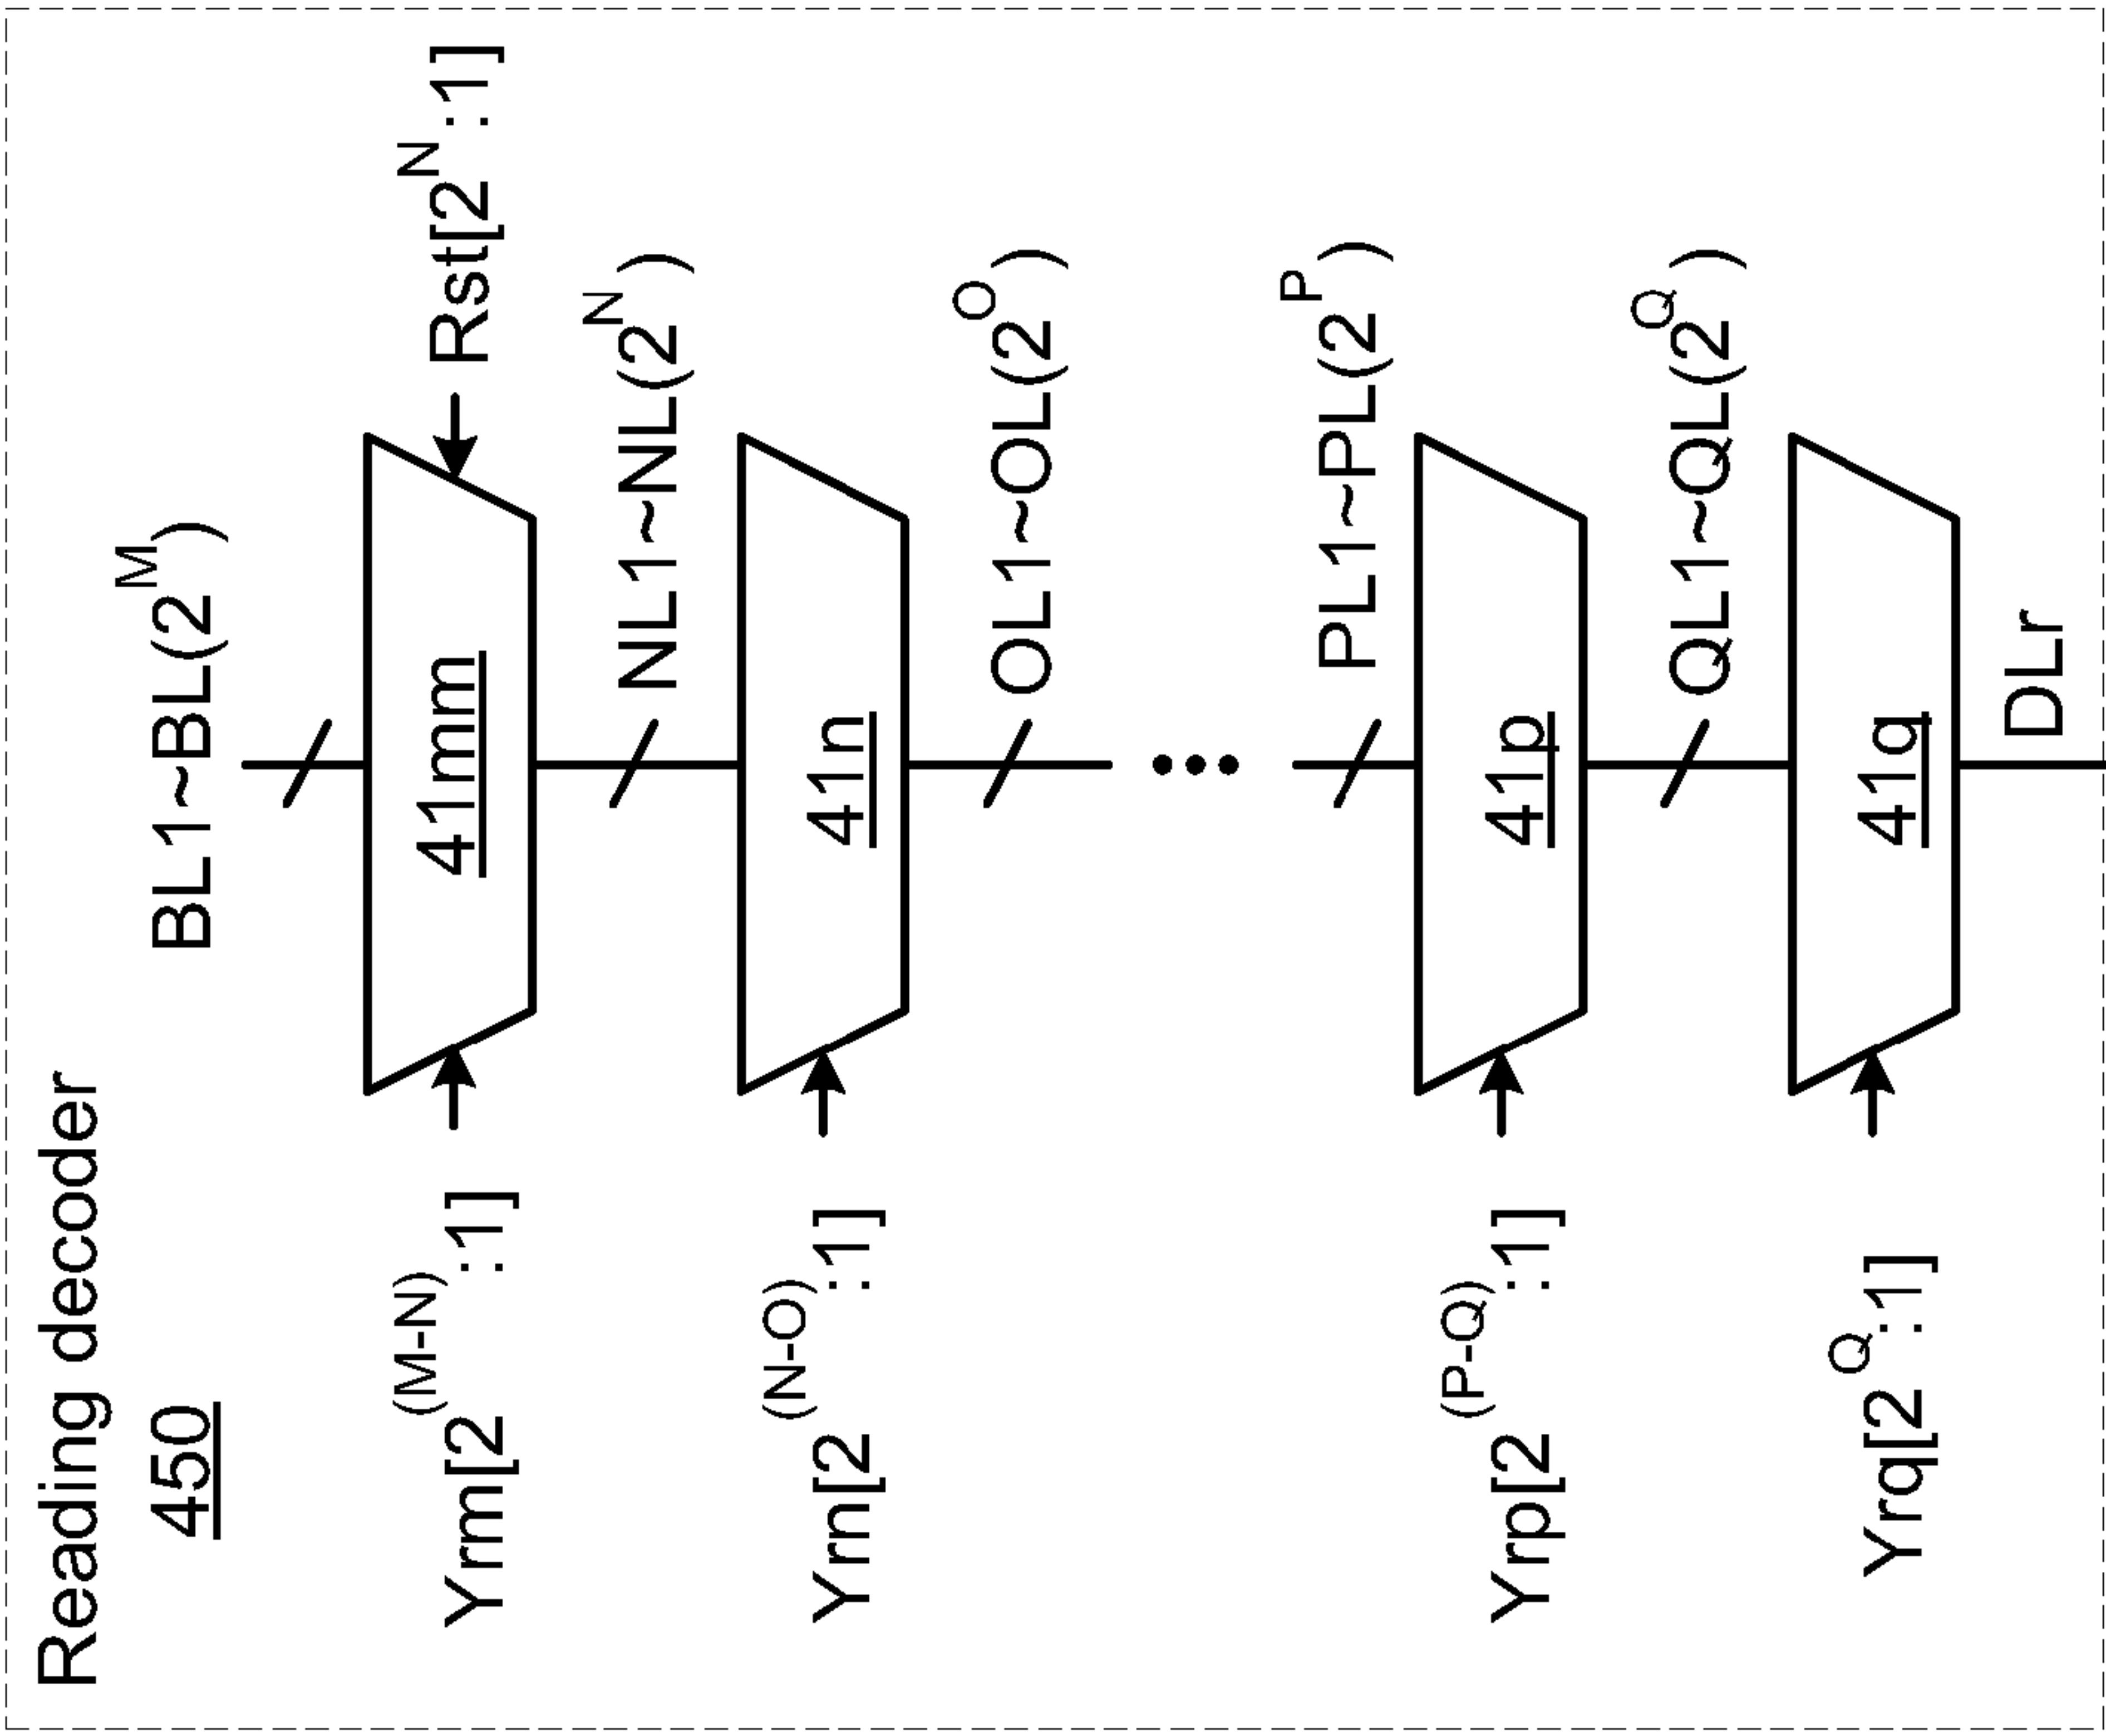 Reading decoder
450
BL1~BL(2^M)
Yrm[2^(M-N):1]
41mm
Rst[2^N:1]
NL1~NL(2^N)
Yrn[2^(N-O):1]
41n
OL1~OL(2^O)
PL1~PL(2^P)
Yrp[2^(P-Q):1]
41p
QL1~QL(2^Q)
Yrq[2^Q:1]
41q
DLr